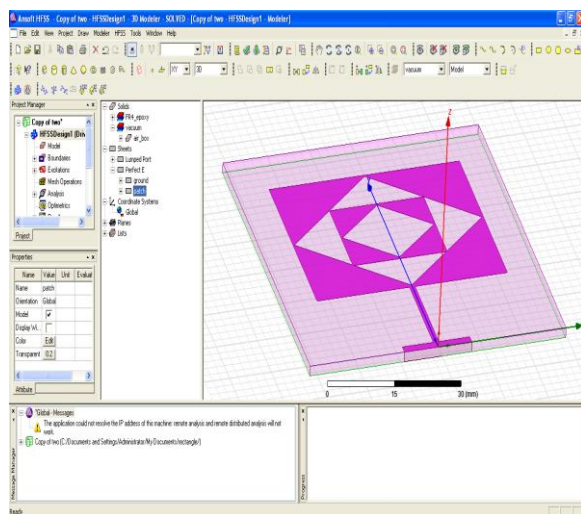 Ansoft HFSS - Copy of two - HFSSDesign1 - 3D Modeler - SOLVED - [Copy of two - HFSSDesign1 - Modeler]
File Edit View Project Draw Modeler HFSS Tools Window Help
XY
3D
vacuum
Model
Project Manager
Copy of two*
HFSSDesign1 (Driv
Model
Boundaries
Excitations
Mesh Operations
Analysis
Optimetrics
Project
Solids
FR4_epoxy
vacuum
air_box
Sheets
Lumped Port
Perfect E
ground
patch
Coordinate Systems
Global
Planes
Lists
Properties
Name Value Unit Evaluat
Name patch
Orientation Global
Model
Display Wi...
Color Edit
Transparent 0.2
Attribute
Z
0 15 30 (mm)
*Global - Messages
The application could not resolve the IP address of this machine: remote analysis and remote distributed analysis will not
work.
Copy of two (C:/Documents and Settings/Administrator/My Documents/rectangle/)
Message Manager
Progress
Ready